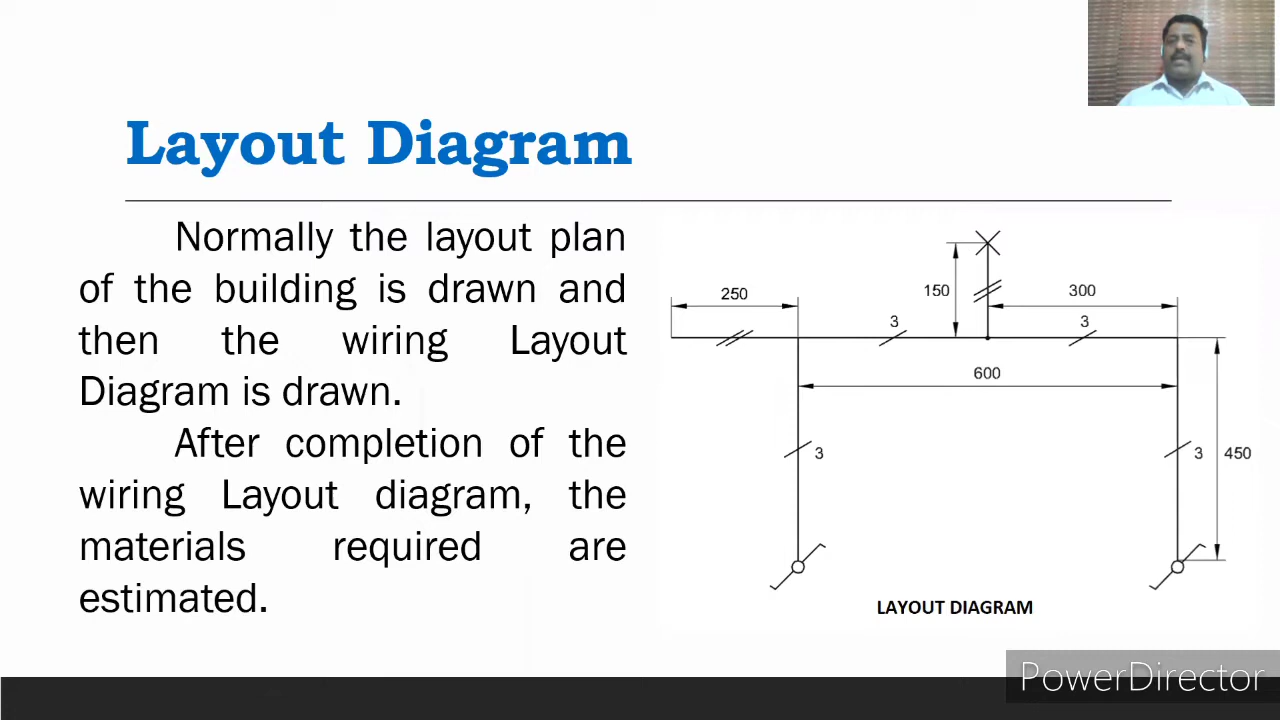 Layout Diagram
Normally the layout plan
of the building is drawn and
then the wiring Layout
Diagram is drawn.
After completion of the
wiring Layout diagram, the
materials required are
estimated.
250
150
300
3
3
600
3
3
450
LAYOUT DIAGRAM
PowerDirector